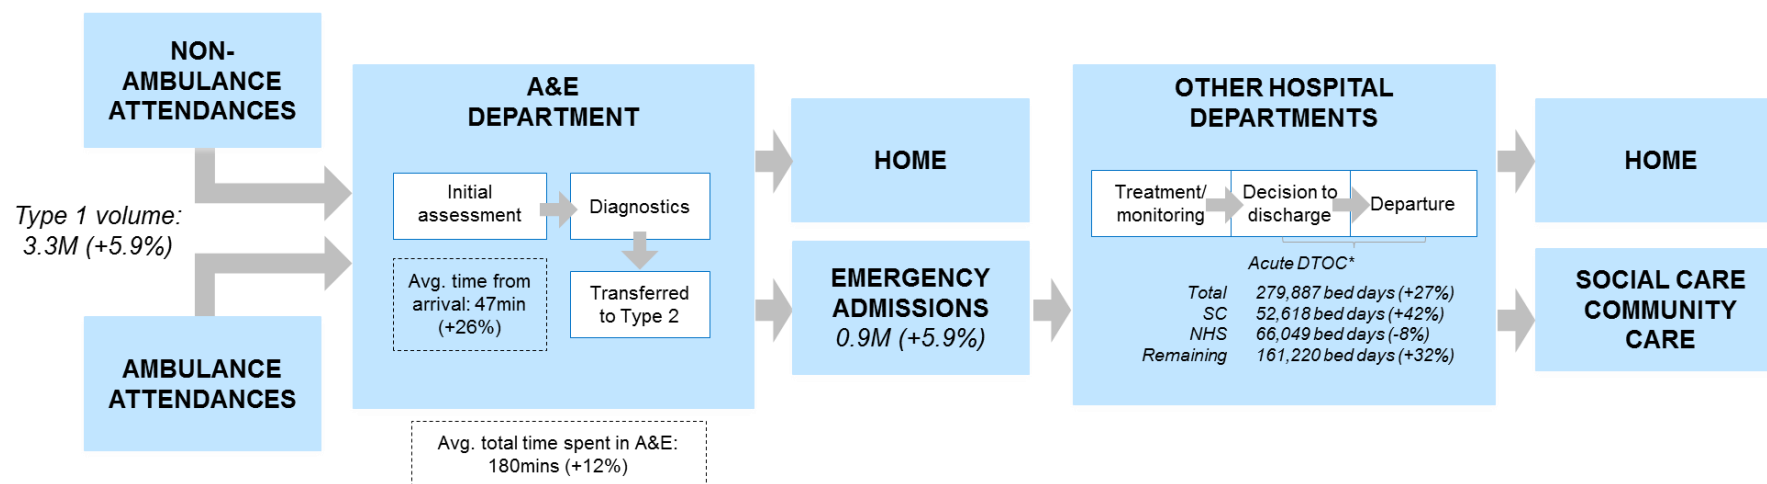 NON-
AMBULANCE
ATTENDANCES
Type 1 volume:
3.3M (+5.9%)
AMBULANCE
ATTENDANCES
A&E
DEPARTMENT
Initial
assessment
Diagnostics
Avg. time from
arrival: 47min
(+26%)
Transferred
to Type 2
Avg. total time spent in A&E:
180mins (+12%)
HOME
EMERGENCY
ADMISSIONS
0.9M (+5.9%)
OTHER HOSPITAL
DEPARTMENTS
Treatment/
monitoring
Decision to
discharge
Departure
Acute DTOC*
Total 279,887 bed days (+27%)
SC 52,618 bed days (+42%)
NHS 66,049 bed days (-8%)
Remaining 161,220 bed days (+32%)
HOME
SOCIAL CARE
COMMUNITY
CARE